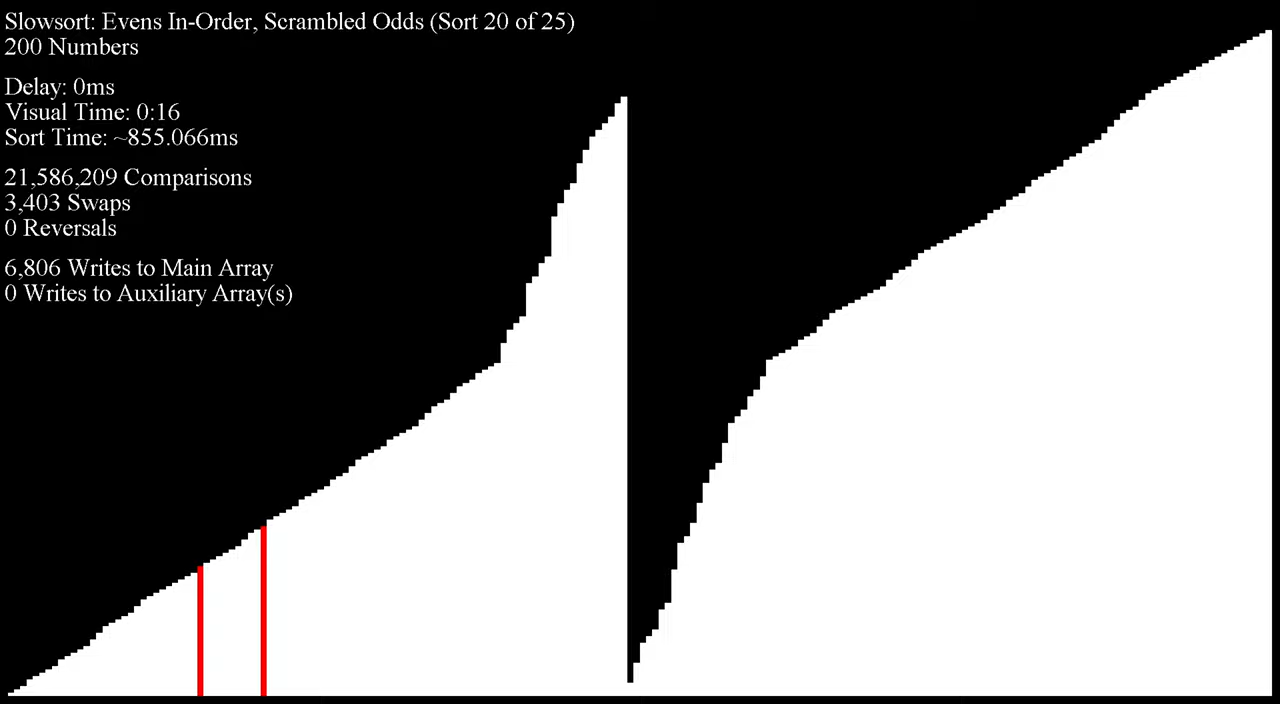 Slowsort: Evens In-Order, Scrambled Odds (Sort 20 of 25)
200 Numbers
Delay: 0ms
Visual Time: 0:16
Sort Time: ~855.066ms
21,586,209 Comparisons
3,403 Swaps
0 Reversals
6,806 Writes to Main Array
0 Writes to Auxiliary Array(s)